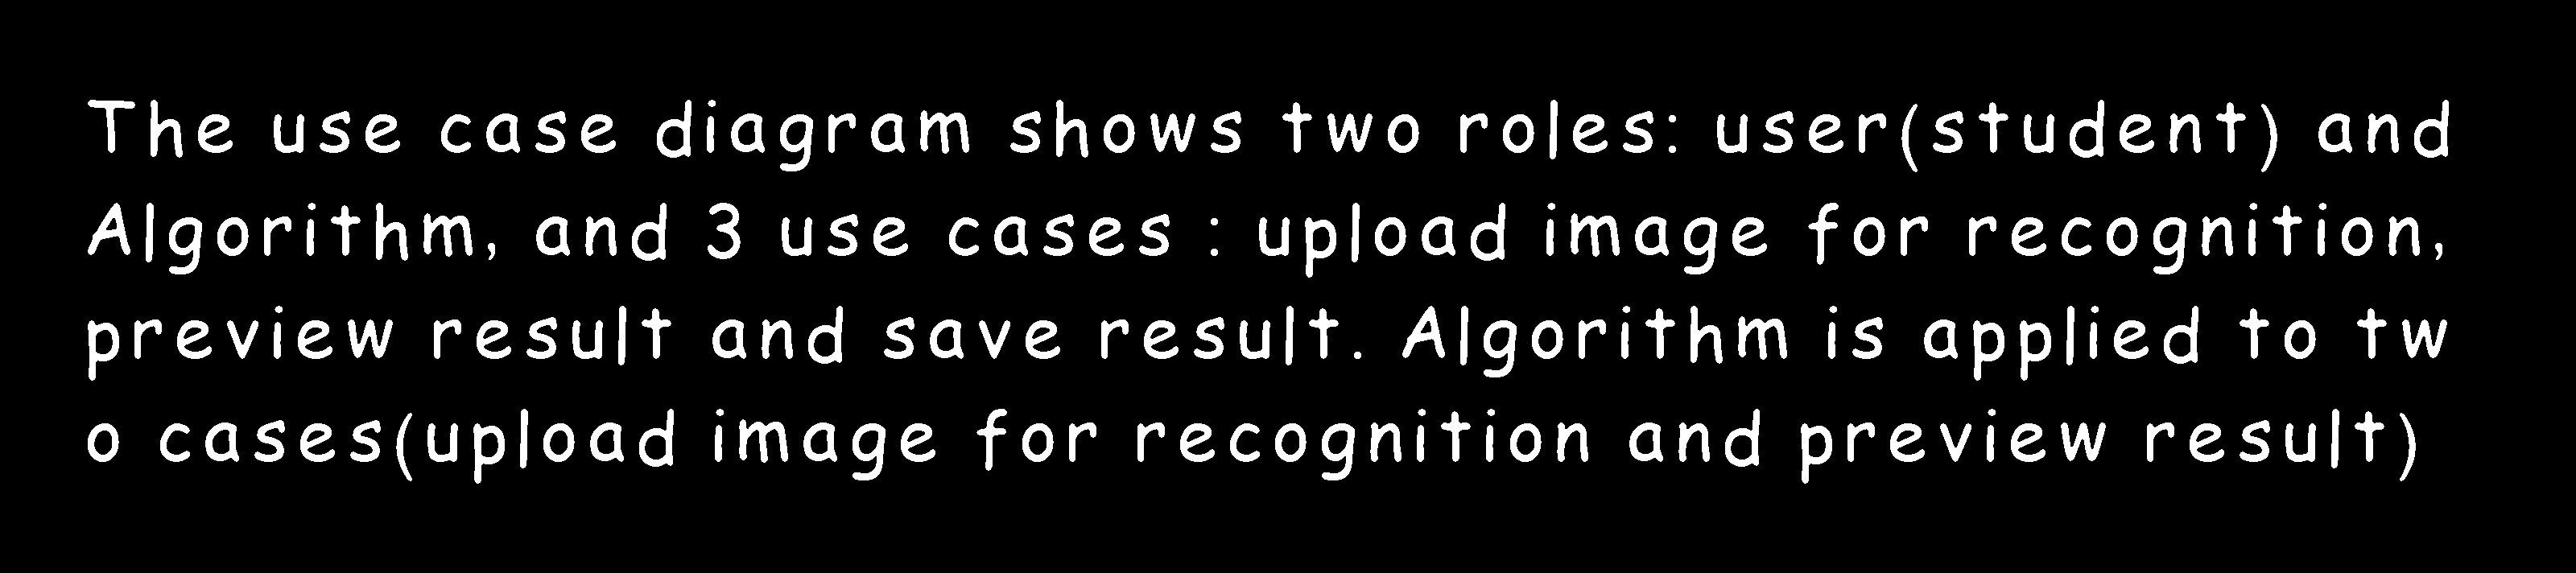 The use case diagram shows two roles: user(student) and
Algorithm, and 3 use cases : upload image for recognition,
preview result and save result. Algorithm is applied to tw
o cases(upload image for recognition and preview result)